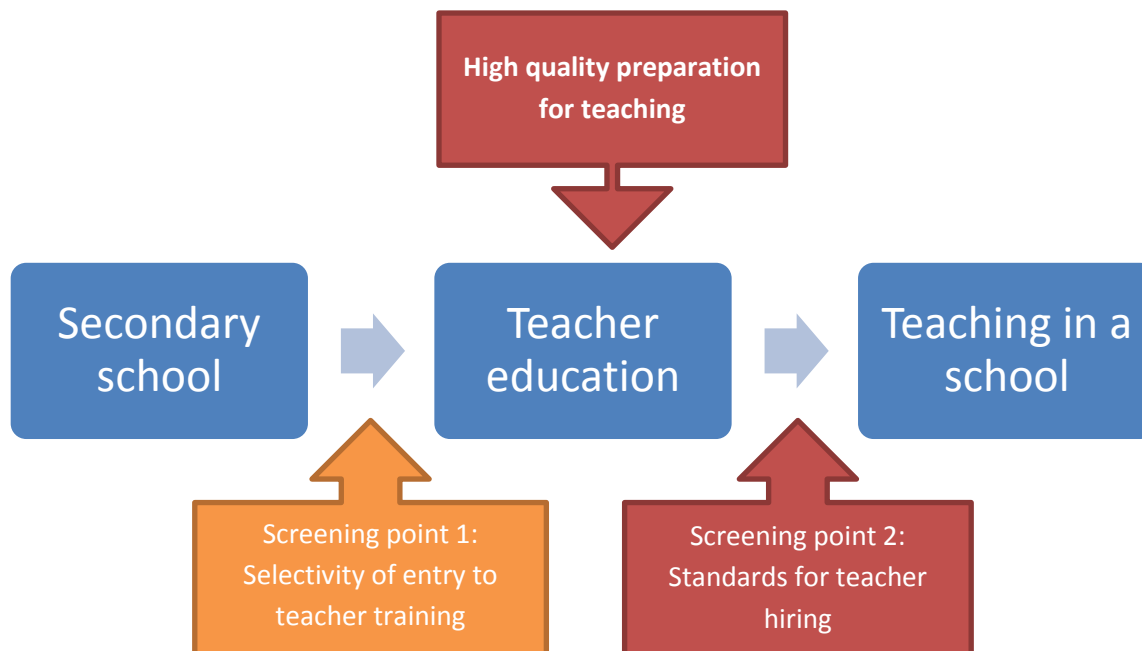 High quality preparation
for teaching
Secondary
school
Teacher
education
Teaching in a
school
Screening point 1:
Selectivity of entry to
teacher training
Screening point 2:
Standards for teacher
hiring